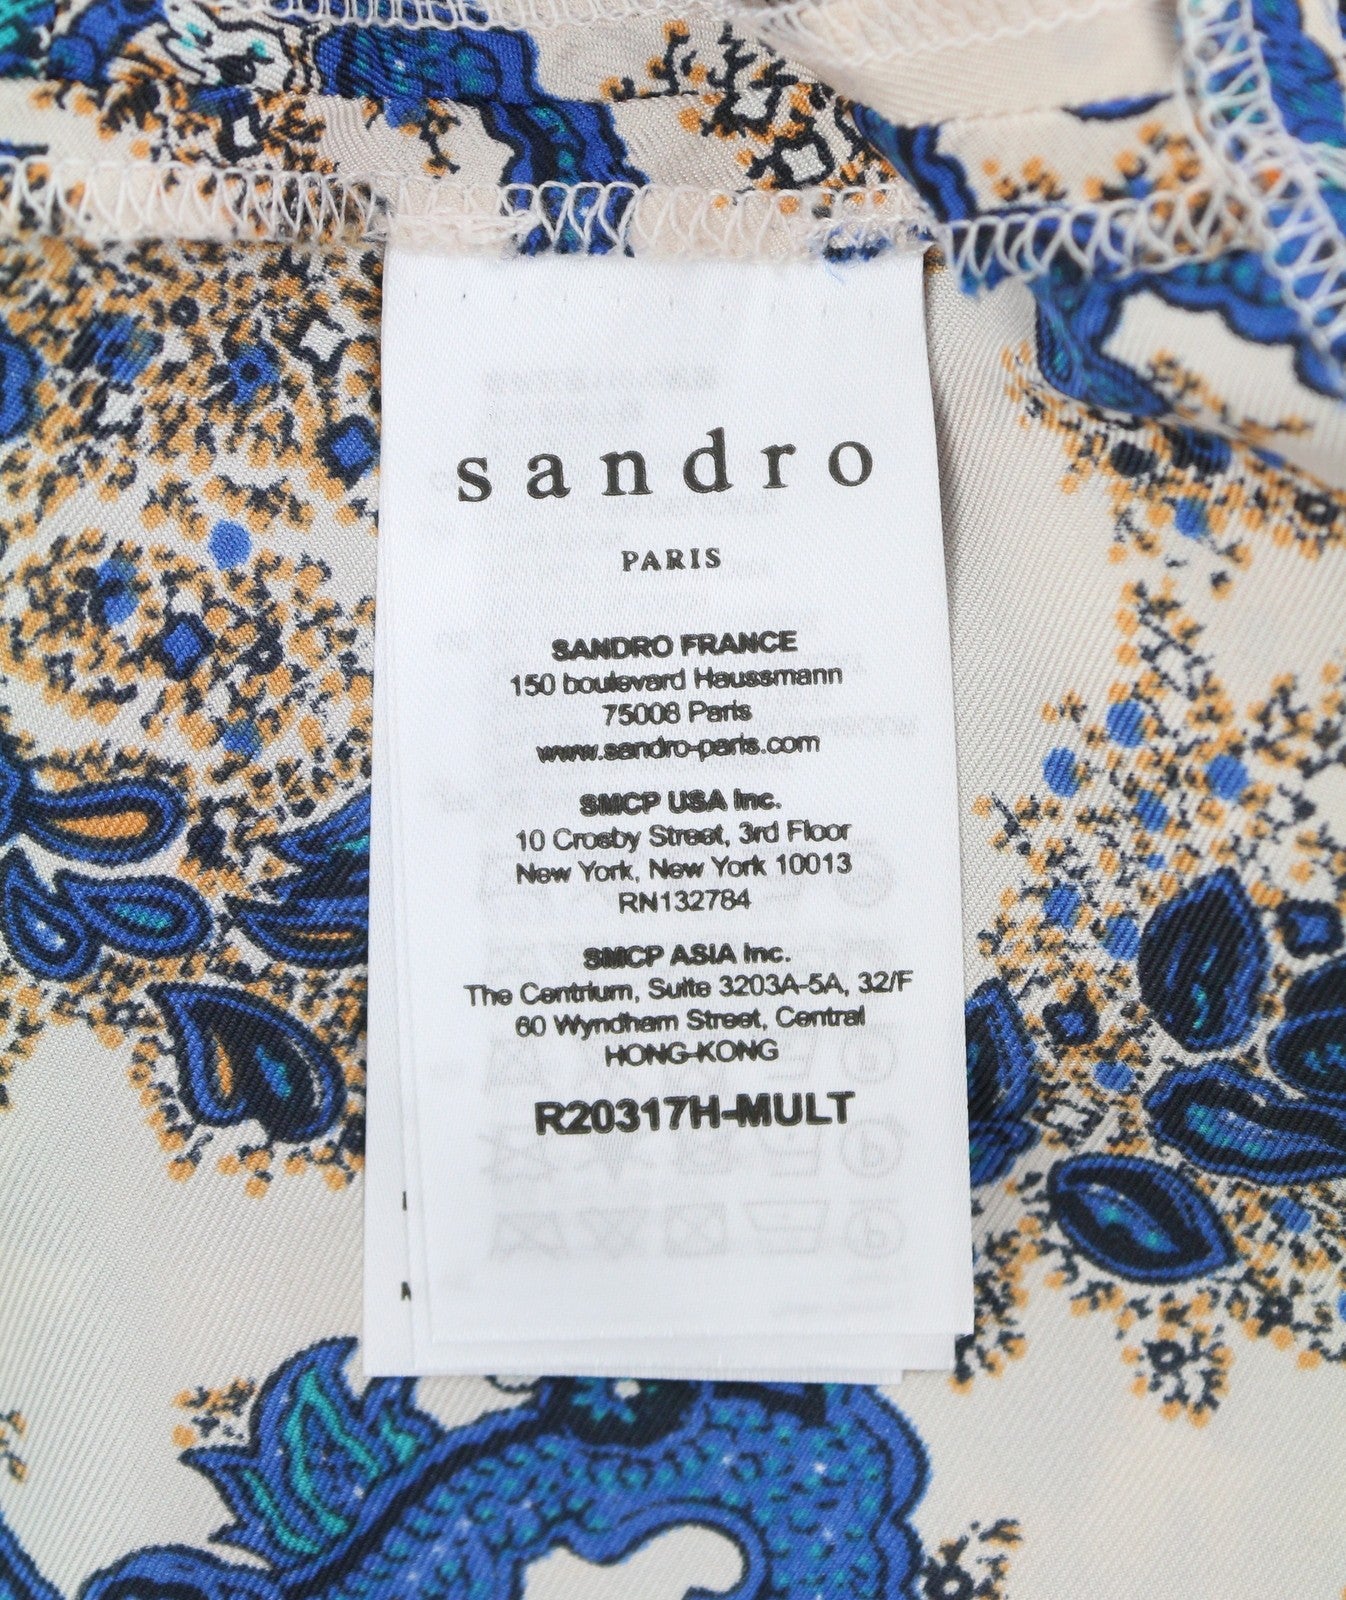 sandro
PARIS
SANDRO FRANCE
150 boulevard Haussmann
75008 Paris
www.sandro-paris.com
SMCP USA Inc.
10 Crosby Street, 3rd Floor
New York, New York 10013
RN132784
SMCP ASIA Inc.
The Centrium, Suite 3203A-5A, 32/F
60 Wyndham Street, Central
HONG-KONG
R20317H-MULT